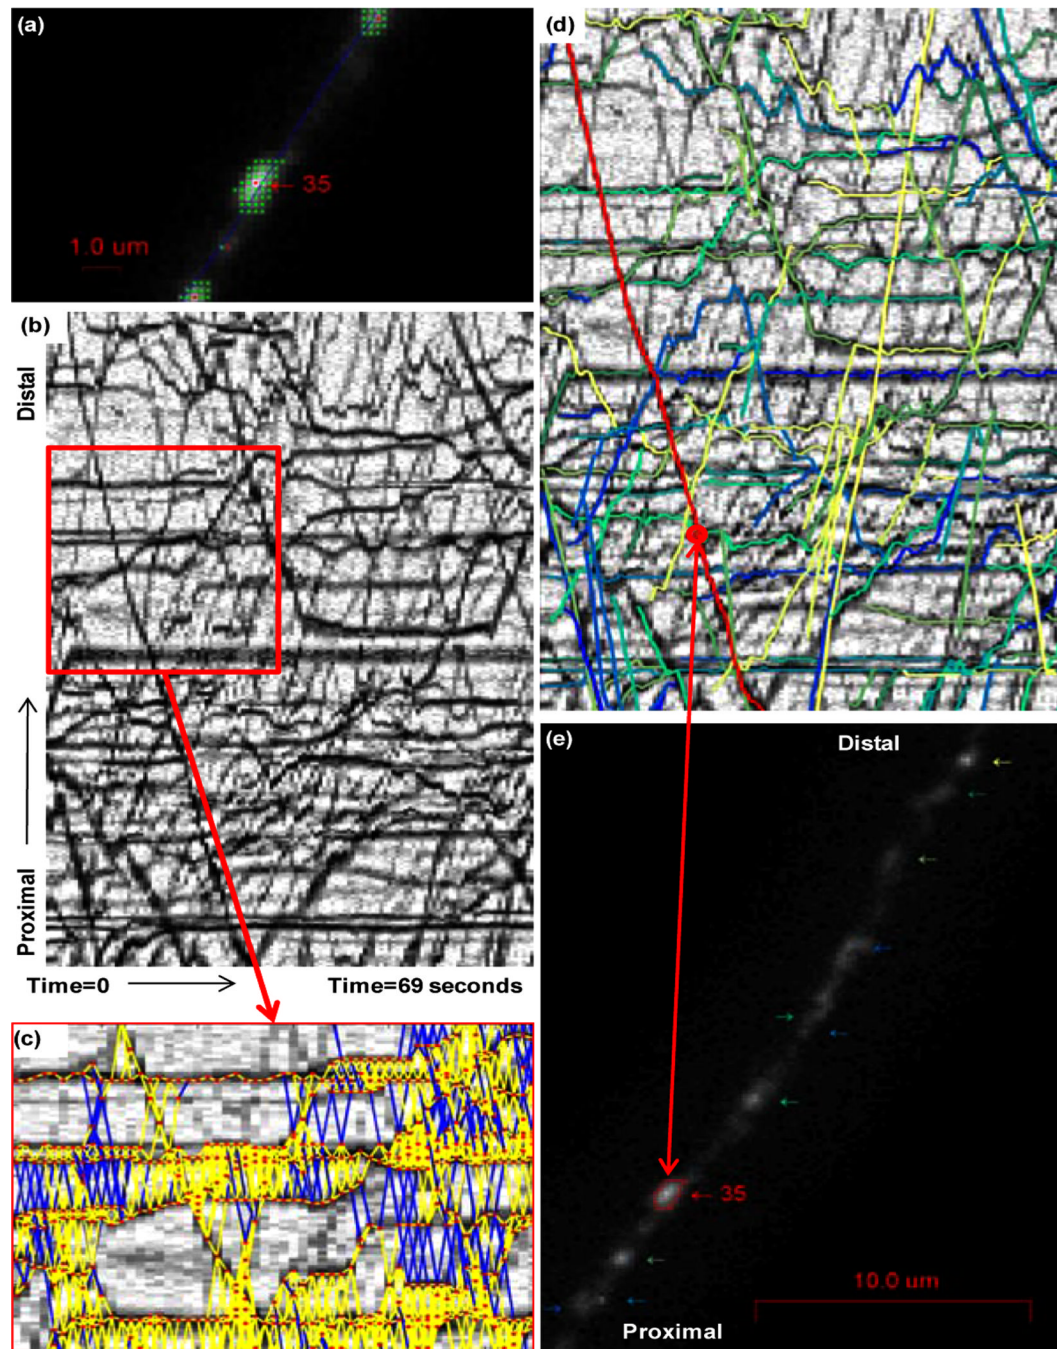 (a)
35
1.0 um
(b)
Distal
Proximal
Time=0
Time=69 seconds
(c)
(d)
(e)
Distal
35
10.0 um
Proximal